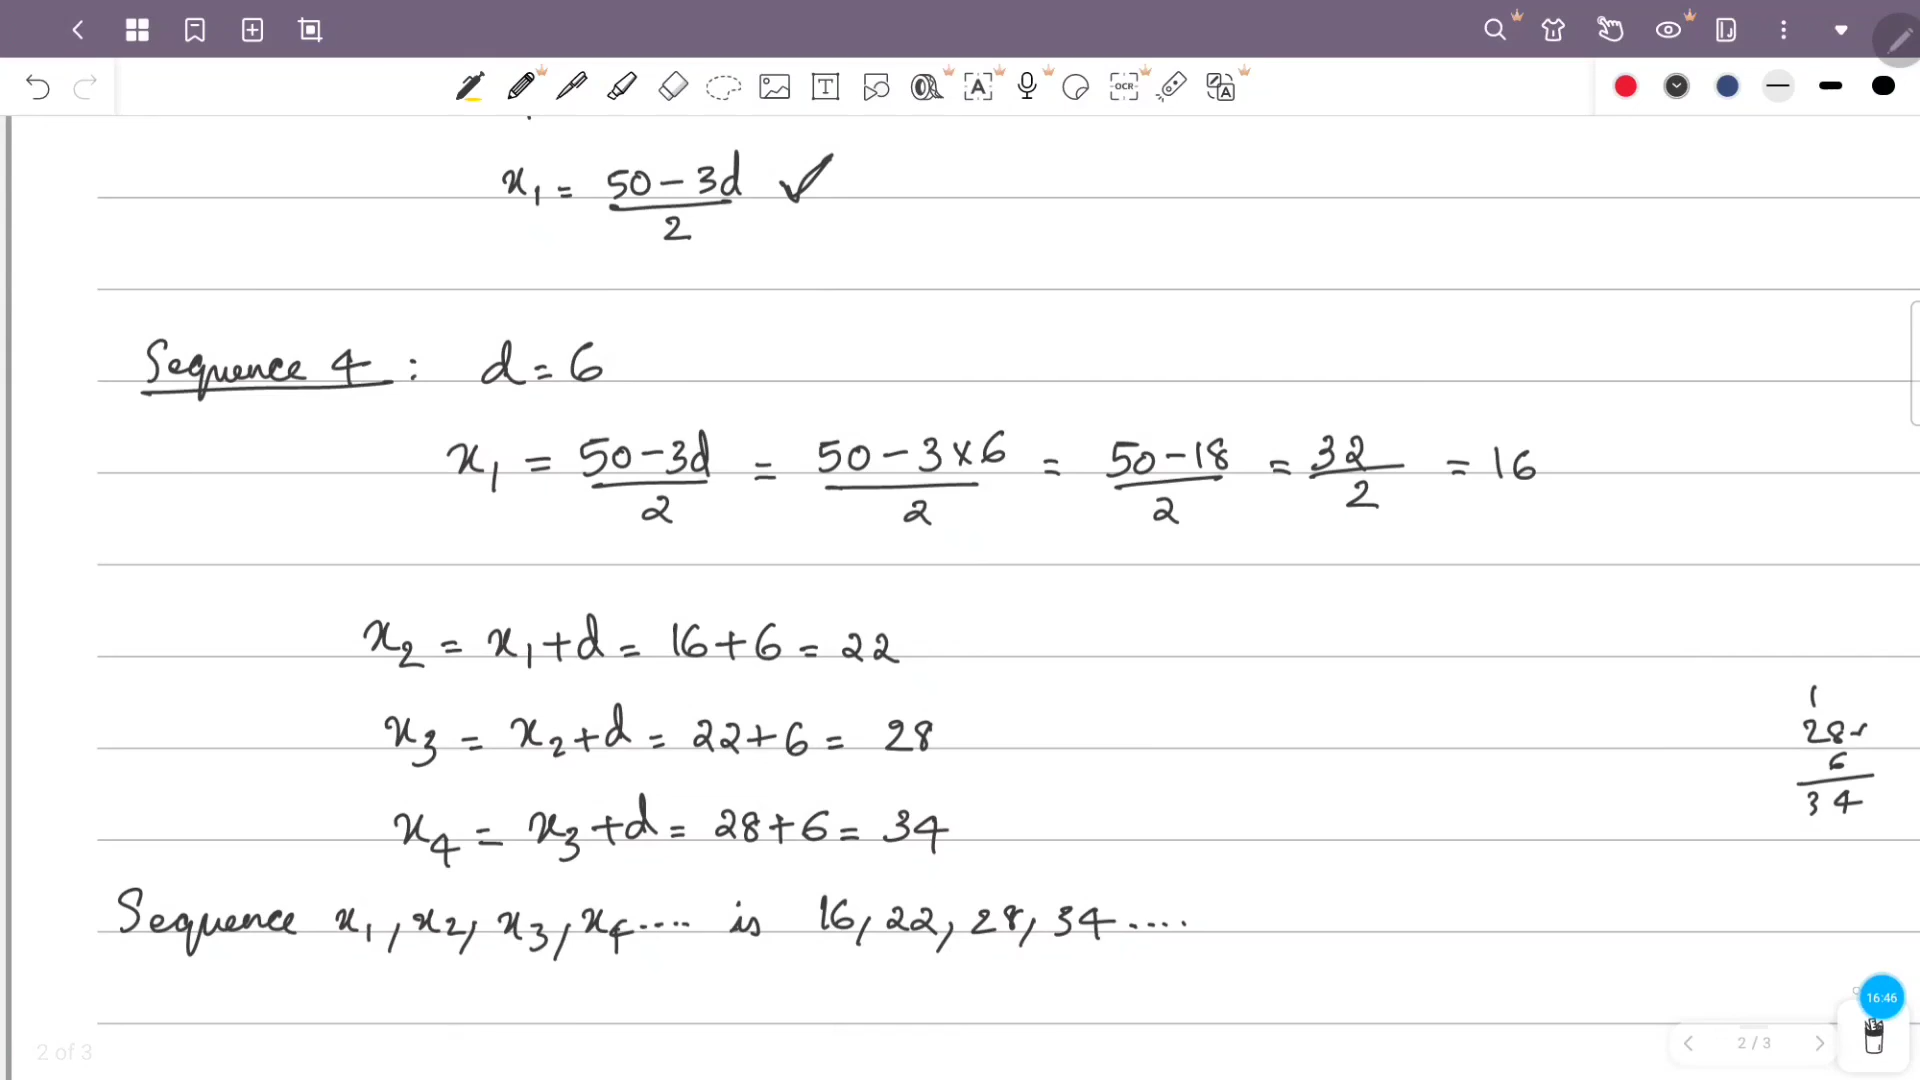 x₁ = (50 - 3d)/2 ✓
Sequence 4 : d = 6
x₁ = (50 - 3d)/2 = (50 - 3×6)/2 = (50 - 18)/2 = 32/2 = 16
x₂ = x₁ + d = 16 + 6 = 22
x₃ = x₂ + d = 22 + 6 = 28
x₄ = x₃ + d = 28 + 6 = 34
1
28+
6
34
Sequence x₁, x₂, x₃, x₄ .... is 16, 22, 28, 34 ....
16:46
2 of 3
2 / 3
T
A
OCR
A